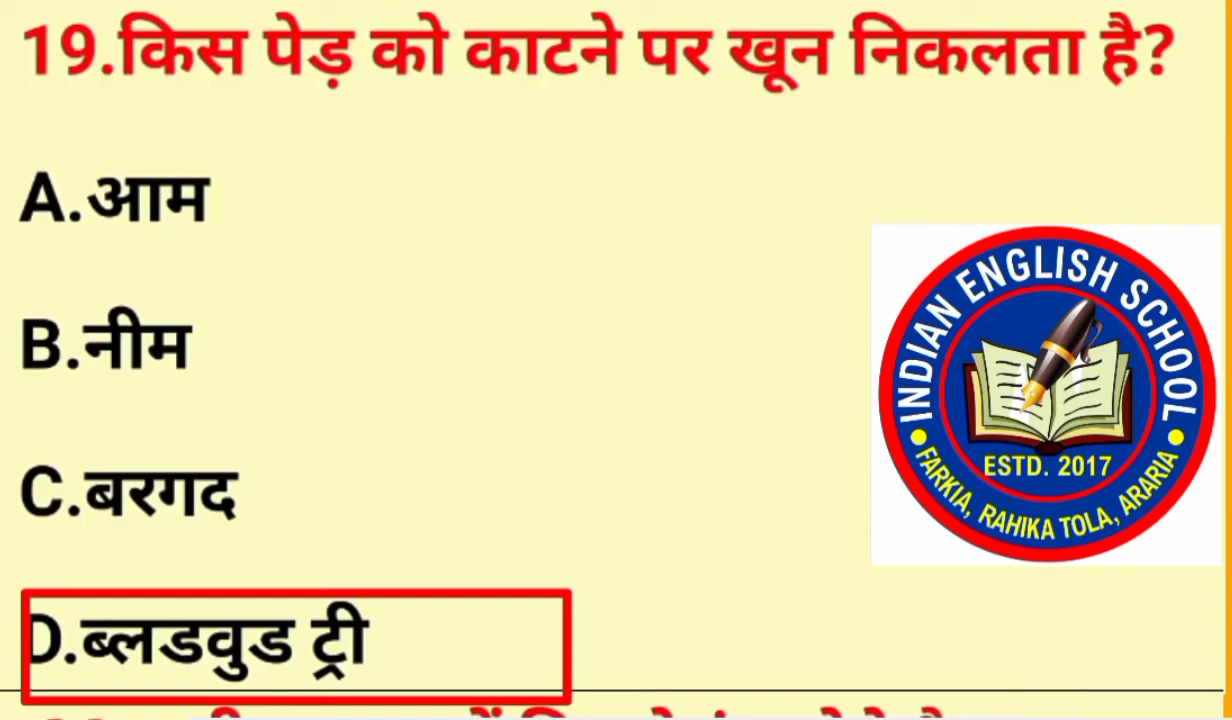 19.किस पेड़ को काटने पर खून निकलता है?
A.आम
B.नीम
C.बरगद
D.ब्लडवुड ट्री
INDIAN ENGLISH SCHOOL
ESTD. 2017
FARKIA, RAHIKA TOLA, ARARIA